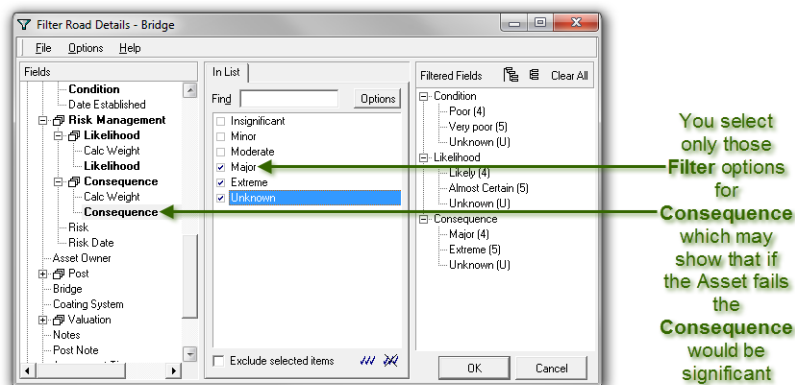 Filter Road Details - Bridge
File Options Help
Fields
Condition
Date Established
Risk Management
Likelihood
Calc Weight
Likelihood
Consequence
Calc Weight
Consequence
Risk
Risk Date
Asset Owner
Post
Bridge
Coating System
Valuation
Notes
Post Note
In List
Find
Options
Insignificant
Minor
Moderate
Major
Extreme
Unknown
Exclude selected items
Filtered Fields
Clear All
Condition
Poor (4)
Very poor (5)
Unknown (U)
Likelihood
Likely (4)
Almost Certain (5)
Unknown (U)
Consequence
Major (4)
Extreme (5)
Unknown (U)
OK
Cancel
You select
only those
Filter options
for
Consequence
which may
show that if
the Asset fails
the
Consequence
would be
significant